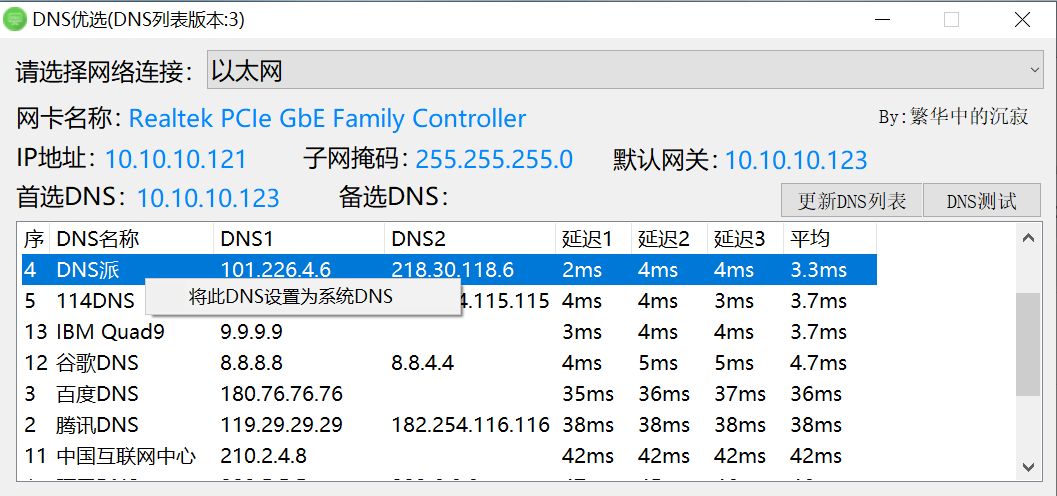 DNS优选(DNS列表版本:3)
请选择网络连接： 以太网
网卡名称：Realtek PCIe GbE Family Controller
By:繁华中的沉寂
IP地址：10.10.10.121 子网掩码：255.255.255.0 默认网关：10.10.10.123
首选DNS：10.10.10.123 备选DNS：
更新DNS列表 DNS测试
序 DNS名称 DNS1 DNS2 延迟1 延迟2 延迟3 平均
4 DNS派 101.226.4.6 218.30.118.6 2ms 4ms 4ms 3.3ms
将此DNS设置为系统DNS
5 114DNS 4.115.115 4ms 4ms 3ms 3.7ms
13 IBM Quad9 9.9.9.9 3ms 4ms 4ms 3.7ms
12 谷歌DNS 8.8.8.8 8.8.4.4 4ms 5ms 5ms 4.7ms
3 百度DNS 180.76.76.76 35ms 36ms 37ms 36ms
2 腾讯DNS 119.29.29.29 182.254.116.116 38ms 38ms 38ms 38ms
11 中国互联网中心 210.2.4.8 42ms 42ms 42ms 42ms